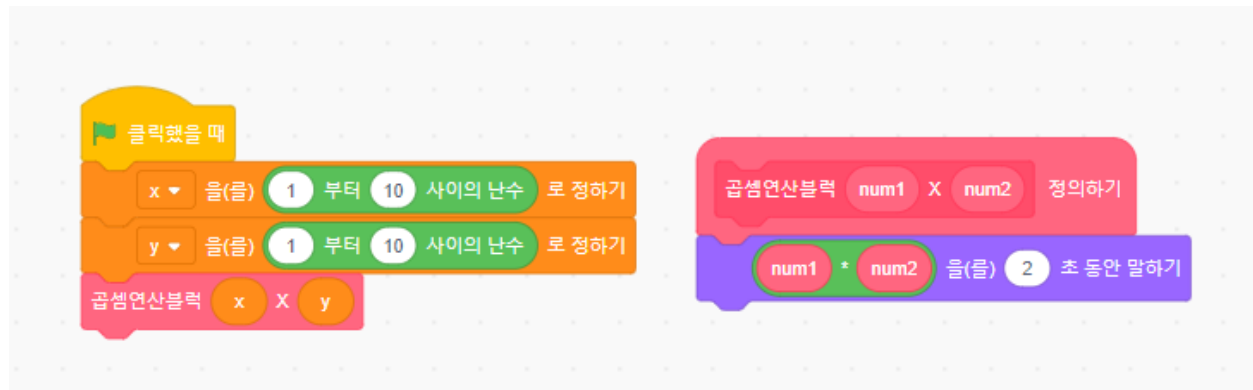 클릭했을 때
x 을(를) 1 부터 10 사이의 난수 로 정하기
y 을(를) 1 부터 10 사이의 난수 로 정하기
곱셈연산블럭 x X y
곱셈연산블럭 num1 X num2 정의하기
num1 * num2 을(를) 2 초 동안 말하기